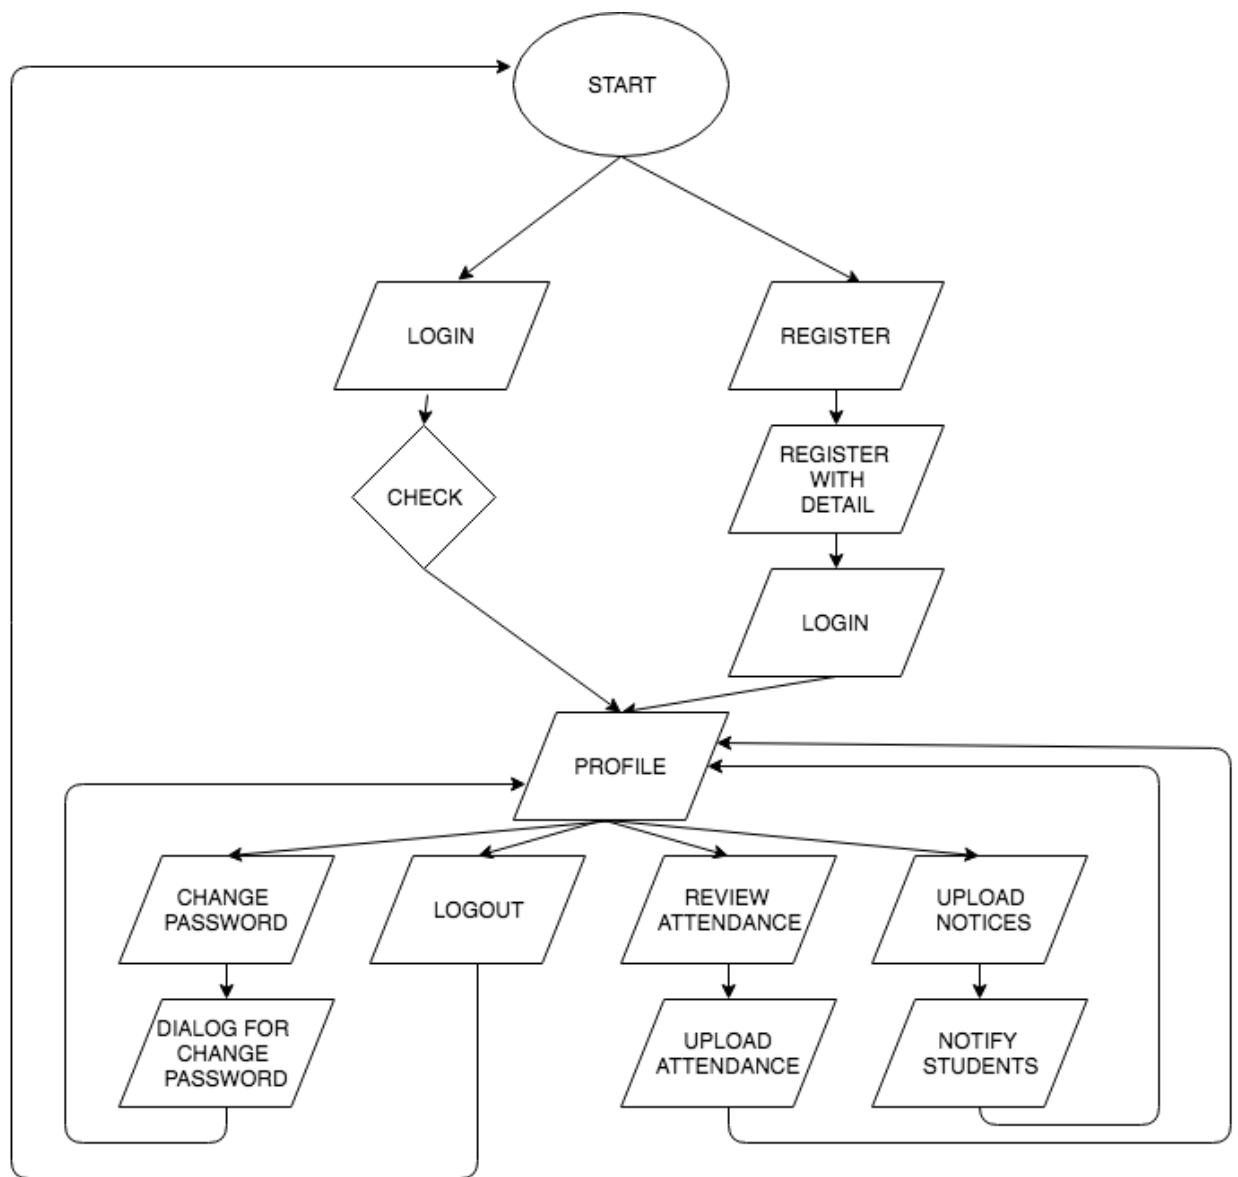 START
LOGIN
REGISTER
CHECK
REGISTER
WITH
DETAIL
LOGIN
PROFILE
CHANGE
PASSWORD
LOGOUT
REVIEW
ATTENDANCE
UPLOAD
NOTICES
DIALOG FOR
CHANGE
PASSWORD
UPLOAD
ATTENDANCE
NOTIFY
STUDENTS